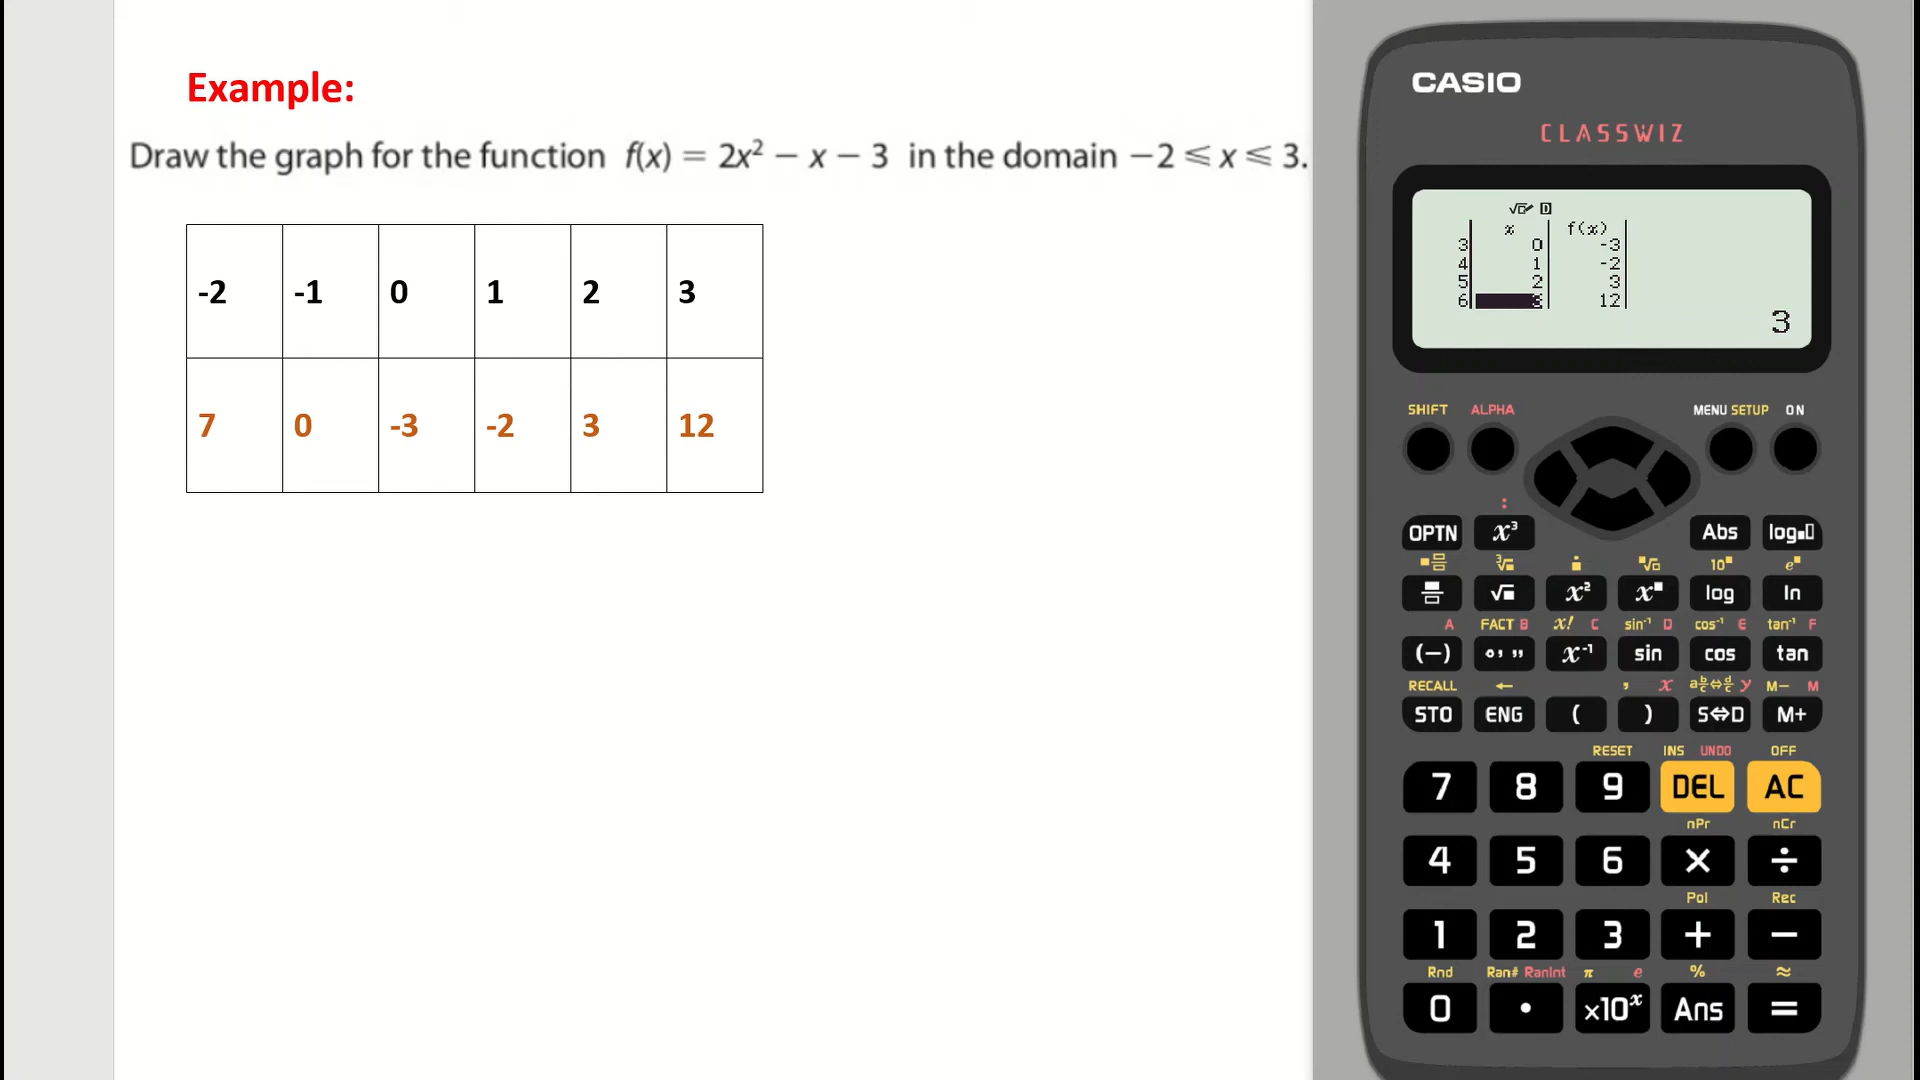 Example:
Draw the graph for the function f(x) = 2x² − x − 3 in the domain −2 ⩽ x ⩽ 3.
-2 -1 0 1 2 3
7 0 -3 -2 3 12
CASIO
CLASSWIZ
√□ D
x f(x)
3 0 -3
4 1 -2
5 2 3
6 3 12
3
SHIFT ALPHA MENU SETUP ON
:
OPTN x³ Abs log▪□
▪□/□ ³√▪ ▪√□ 10▪ e▪
√▪ x² x▪ log ln
A FACT B x! C sin⁻¹ D cos⁻¹ E tan⁻¹ F
(−) ° ’ ” x⁻¹ sin cos tan
RECALL ← , x a b/c⇔d/c y M− M
STO ENG ( ) S⇔D M+
RESET INS UNDO OFF
7 8 9 DEL AC
nPr nCr
4 5 6 × ÷
Pol Rec
1 2 3 + −
Rnd Ran# RanInt π e % ≈
0 • ×10ˣ Ans =